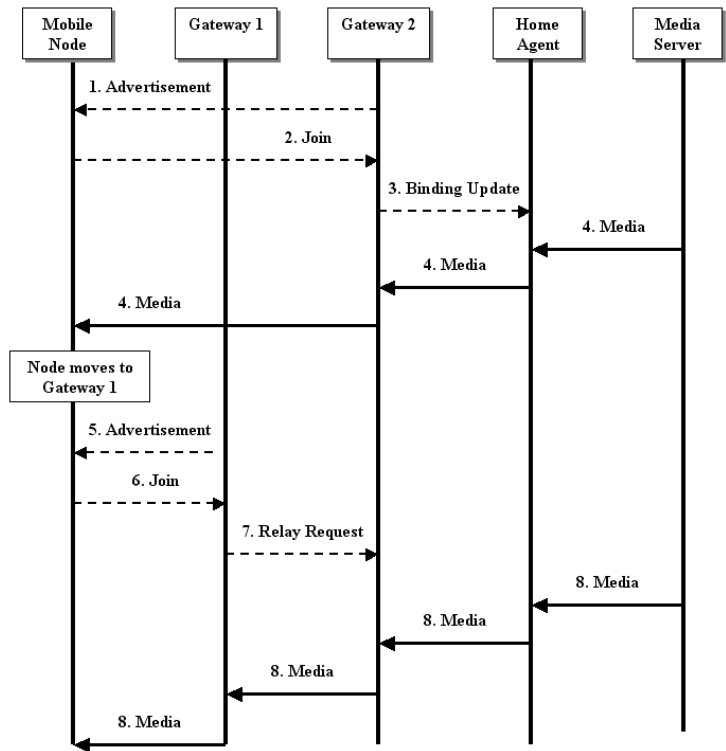 Mobile
Node
Gateway 1
Gateway 2
Home
Agent
Media
Server
1. Advertisement
2. Join
3. Binding Update
4. Media
4. Media
4. Media
Node moves to
Gateway 1
5. Advertisement
6. Join
7. Relay Request
8. Media
8. Media
8. Media
8. Media